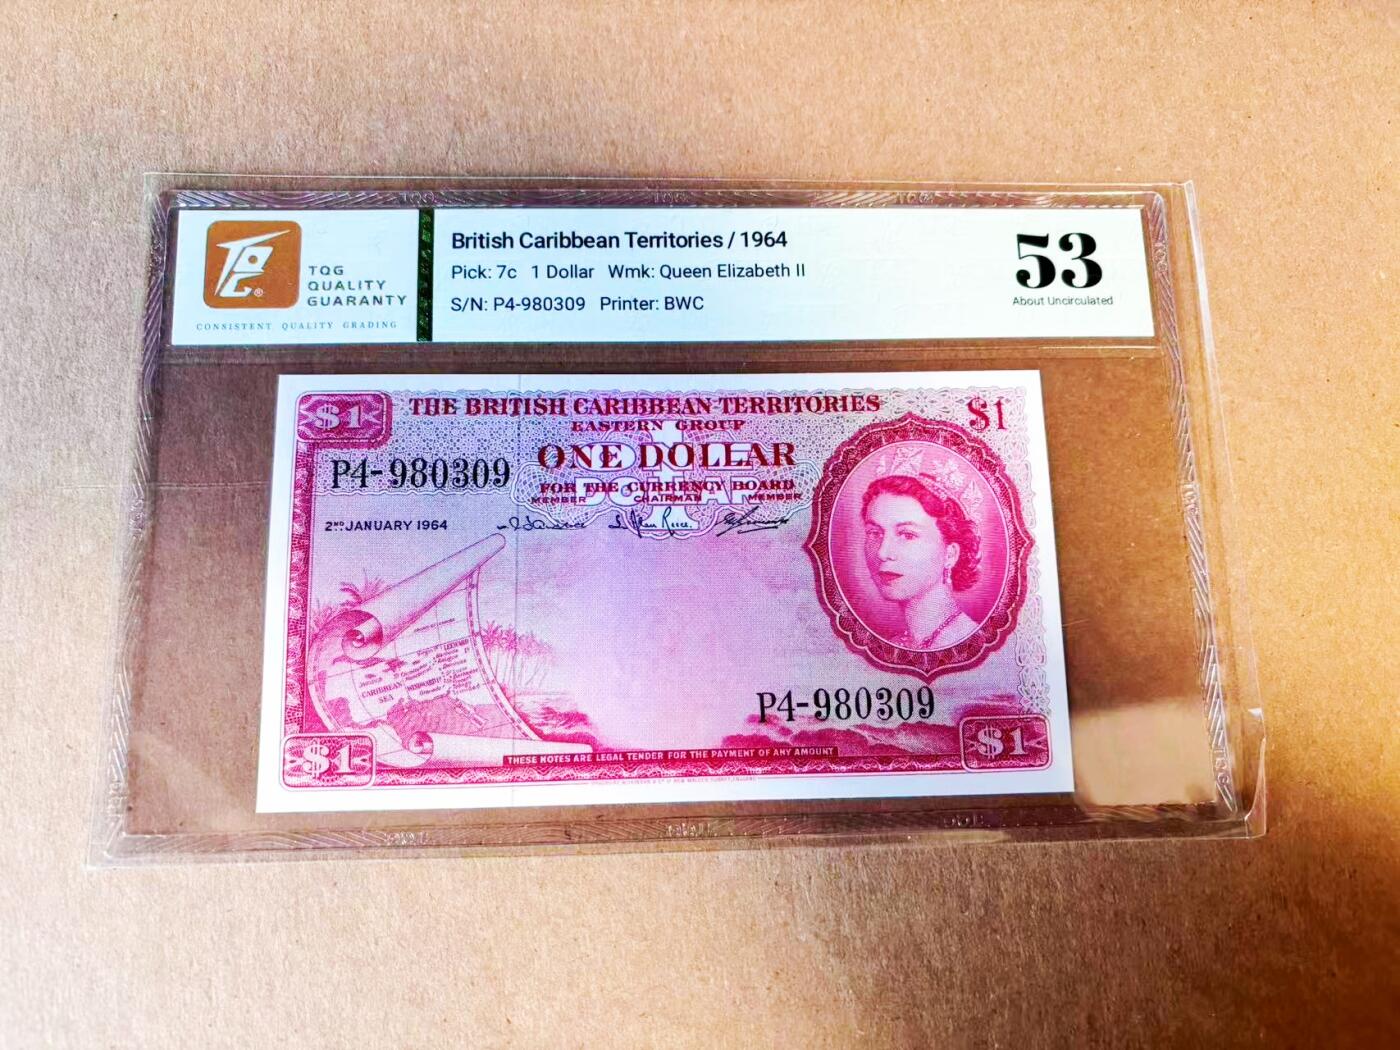 TQG
QUALITY
GUARANTY
CONSISTENT QUALITY GRADING
British Caribbean Territories / 1964
Pick: 7c 1 Dollar Wmk: Queen Elizabeth II
S/N: P4-980309 Printer: BWC
53
About Uncirculated
$1
THE BRITISH CARIBBEAN TERRITORIES
$1
EASTERN GROUP
ONE DOLLAR
P4-980309
FOR THE CURRENCY BOARD
MEMBER CHAIRMAN MEMBER
2ND JANUARY 1964
CARIBBEAN
SEA
P4-980309
$1
THESE NOTES ARE LEGAL TENDER FOR THE PAYMENT OF ANY AMOUNT
$1